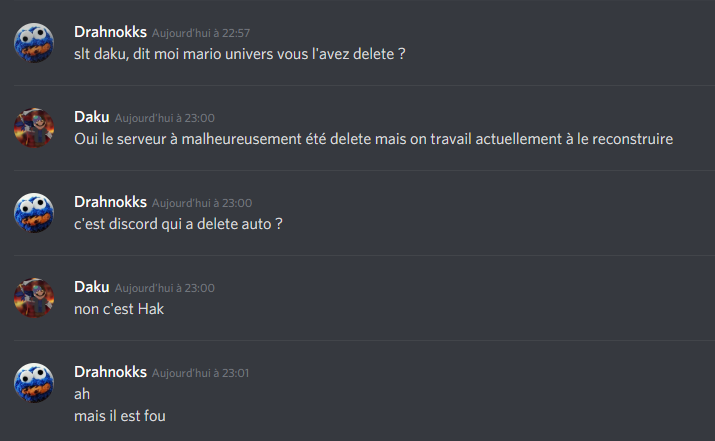 Drahnokks Aujourd'hui à 22:57
slt daku, dit moi mario univers vous l'avez delete ?
Daku Aujourd'hui à 23:00
Oui le serveur à malheureusement été delete mais on travail actuellement à le reconstruire
Drahnokks Aujourd'hui à 23:00
c'est discord qui a delete auto ?
Daku Aujourd'hui à 23:00
non c'est Hak
Drahnokks Aujourd'hui à 23:01
ah
mais il est fou